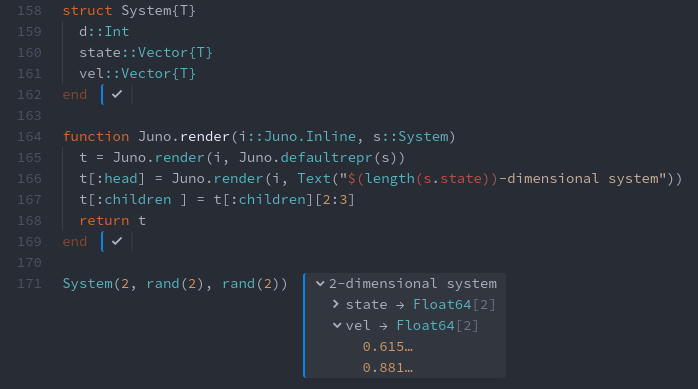 158 struct System{T}
159   d::Int
160   state::Vector{T}
161   vel::Vector{T}
162 end ✓
163
164 function Juno.render(i::Juno.Inline, s::System)
165   t = Juno.render(i, Juno.defaultrepr(s))
166   t[:head] = Juno.render(i, Text("$(length(s.state))-dimensional system"))
167   t[:children ] = t[:children][2:3]
168   return t
169 end ✓
170
171 System(2, rand(2), rand(2)) 2-dimensional system
state → Float64[2]
vel → Float64[2]
0.615…
0.881…